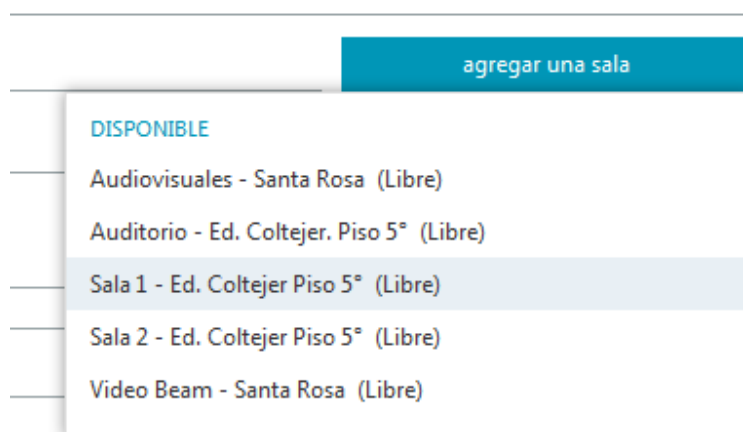 agregar una sala
DISPONIBLE
Audiovisuales - Santa Rosa (Libre)
Auditorio - Ed. Coltejer. Piso 5° (Libre)
Sala 1 - Ed. Coltejer Piso 5° (Libre)
Sala 2 - Ed. Coltejer Piso 5° (Libre)
Video Beam - Santa Rosa (Libre)